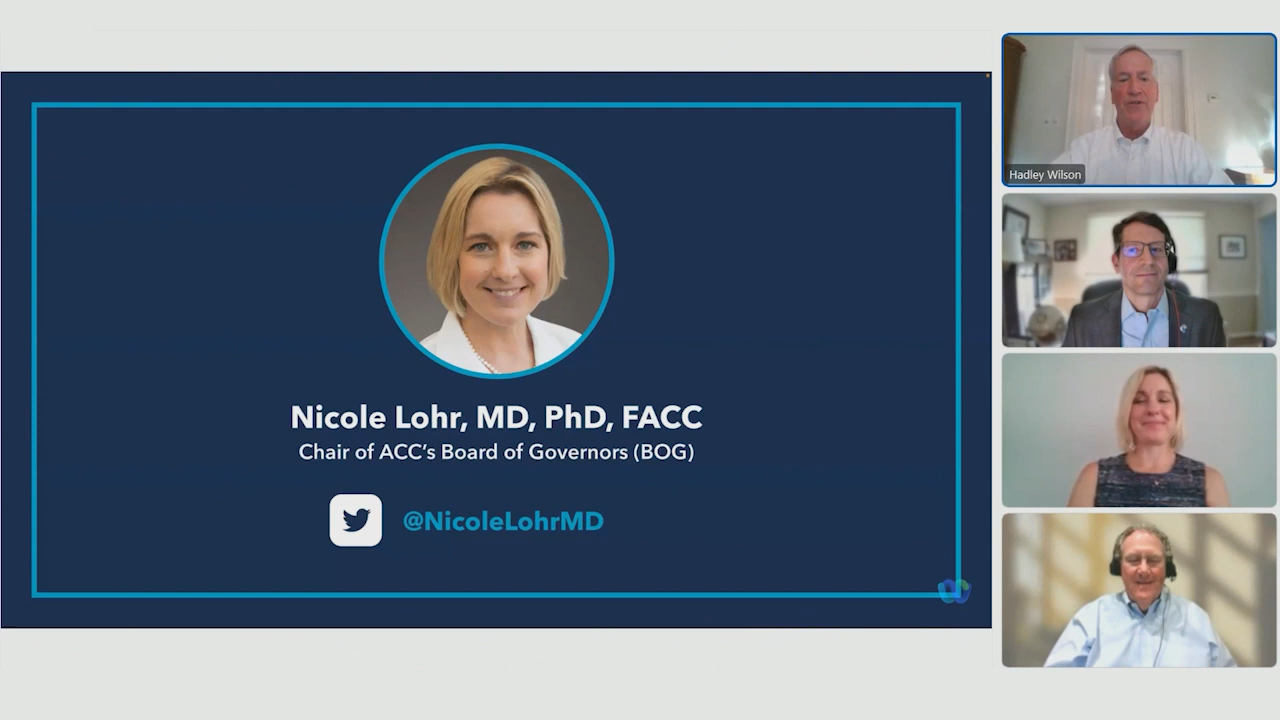 Nicole Lohr, MD, PhD, FACC
Chair of ACC's Board of Governors (BOG)
@NicoleLohrMD
Hadley Wilson